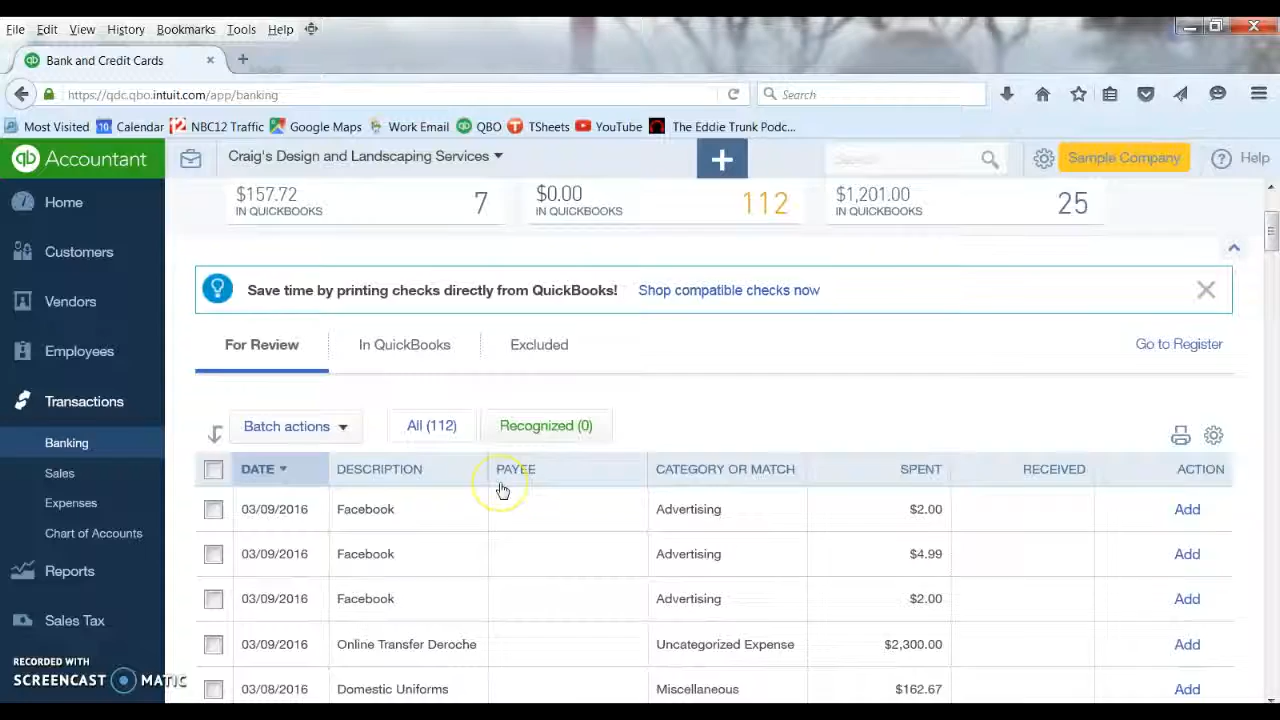 File Edit View History Bookmarks Tools Help
Bank and Credit Cards
https://qdc.qbo.intuit.com/app/banking
Search
Most Visited Calendar NBC12 Traffic Google Maps Work Email QBO TSheets YouTube The Eddie Trunk Podc...
qb Accountant
Craig's Design and Landscaping Services
Search
Sample Company
Help
$157.72
IN QUICKBOOKS
7
$0.00
IN QUICKBOOKS
112
$1,201.00
IN QUICKBOOKS
25
Home
Customers
Vendors
Employees
Transactions
Banking
Sales
Expenses
Chart of Accounts
Reports
Sales Tax
Save time by printing checks directly from QuickBooks! Shop compatible checks now
For Review In QuickBooks Excluded Go to Register
Batch actions All (112) Recognized (0)
DATE DESCRIPTION PAYEE CATEGORY OR MATCH SPENT RECEIVED ACTION
03/09/2016 Facebook Advertising $2.00 Add
03/09/2016 Facebook Advertising $4.99 Add
03/09/2016 Facebook Advertising $2.00 Add
03/09/2016 Online Transfer Deroche Uncategorized Expense $2,300.00 Add
03/08/2016 Domestic Uniforms Miscellaneous $162.67 Add
RECORDED WITH
SCREENCAST MATIC